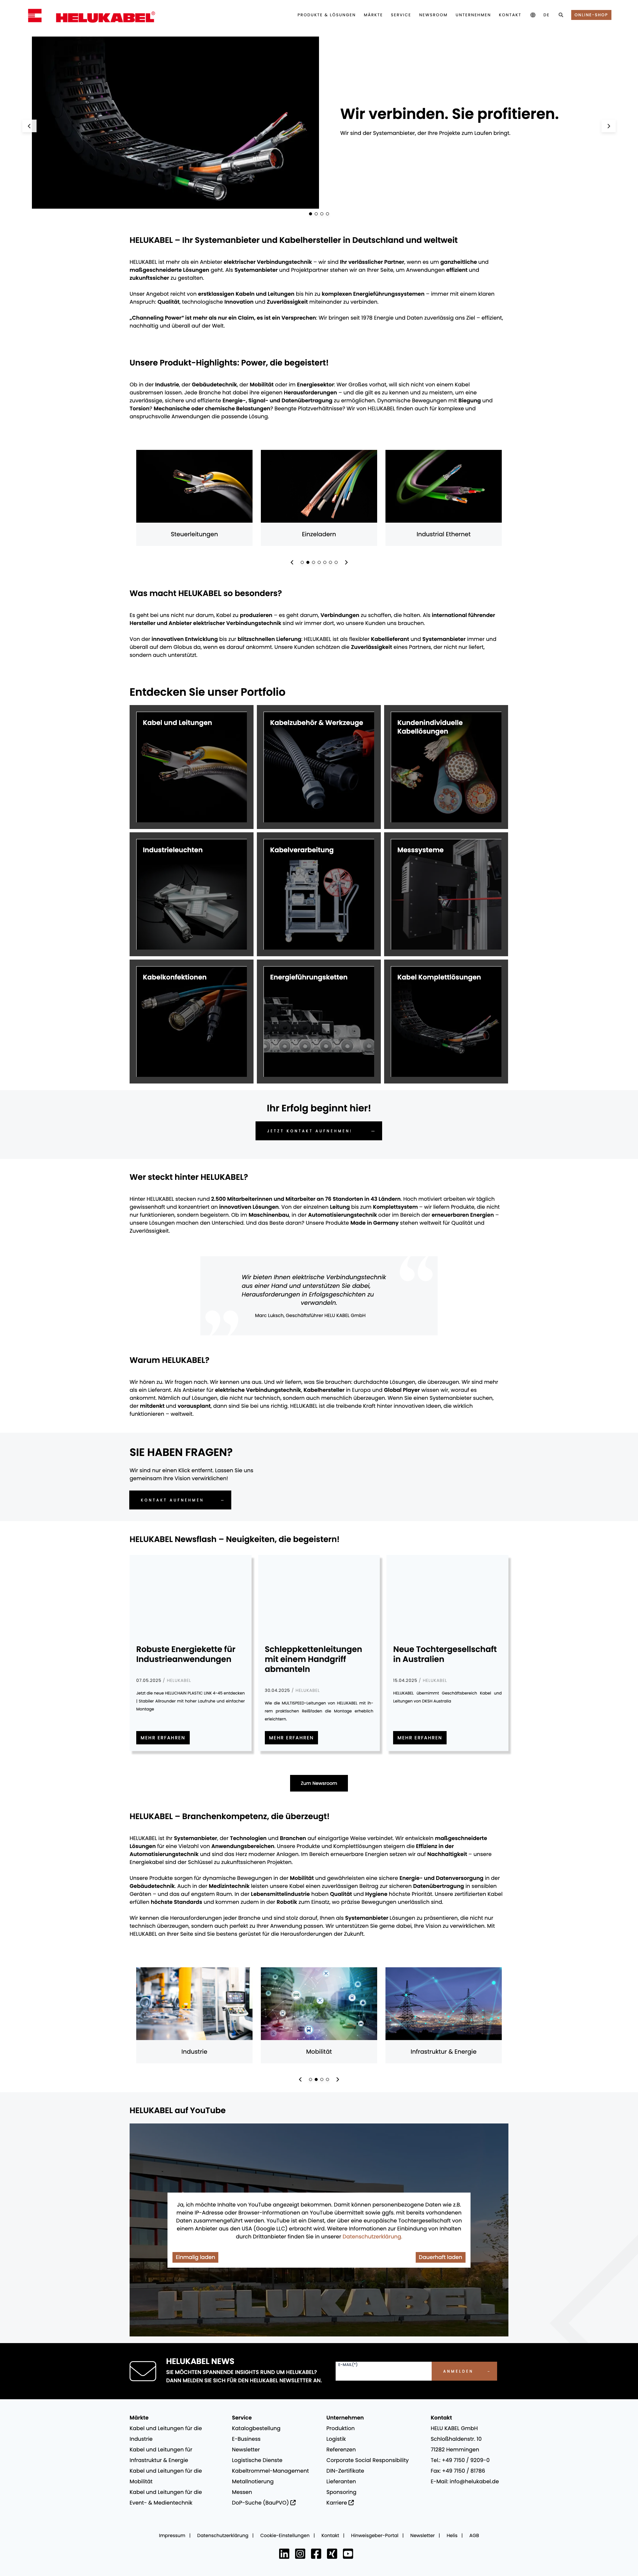 HELUKABEL®
PRODUKTE & LÖSUNGEN MÄRKTE SERVICE NEWSROOM UNTERNEHMEN KONTAKT DE ONLINE-SHOP
Wir verbinden. Sie profitieren.
Wir sind der Systemanbieter, der Ihre Projekte zum Laufen bringt.
HELUKABEL – Ihr Systemanbieter und Kabelhersteller in Deutschland und weltweit
HELUKABEL ist mehr als ein Anbieter elektrischer Verbindungstechnik – wir sind Ihr verlässlicher Partner, wenn es um ganzheitliche und
maßgeschneiderte Lösungen geht. Als Systemanbieter und Projektpartner stehen wir an Ihrer Seite, um Anwendungen effizient und
zukunftssicher zu gestalten.
Unser Angebot reicht von erstklassigen Kabeln und Leitungen bis hin zu komplexen Energieführungssystemen – immer mit einem klaren
Anspruch: Qualität, technologische Innovation und Zuverlässigkeit miteinander zu verbinden.
„Channeling Power" ist mehr als nur ein Claim, es ist ein Versprechen: Wir bringen seit 1978 Energie und Daten zuverlässig ans Ziel – effizient,
nachhaltig und überall auf der Welt.
Unsere Produkt-Highlights: Power, die begeistert!
Ob in der Industrie, der Gebäudetechnik, der Mobilität oder im Energiesektor: Wer Großes vorhat, will sich nicht von einem Kabel
ausbremsen lassen. Jede Branche hat dabei ihre eigenen Herausforderungen – und die gilt es zu kennen und zu meistern, um eine
zuverlässige, sichere und effiziente Energie-, Signal- und Datenübertragung zu ermöglichen. Dynamische Bewegungen mit Biegung und
Torsion? Mechanische oder chemische Belastungen? Beengte Platzverhältnisse? Wir von HELUKABEL finden auch für komplexe und
anspruchsvolle Anwendungen die passende Lösung.
Steuerleitungen
Einzeladern
Industrial Ethernet
Was macht HELUKABEL so besonders?
Es geht bei uns nicht nur darum, Kabel zu produzieren – es geht darum, Verbindungen zu schaffen, die halten. Als international führender
Hersteller und Anbieter elektrischer Verbindungstechnik sind wir immer dort, wo unsere Kunden uns brauchen.
Von der innovativen Entwicklung bis zur blitzschnellen Lieferung: HELUKABEL ist als flexibler Kabellieferant und Systemanbieter immer und
überall auf dem Globus da, wenn es darauf ankommt. Unsere Kunden schätzen die Zuverlässigkeit eines Partners, der nicht nur liefert,
sondern auch unterstützt.
Entdecken Sie unser Portfolio
Kabel und Leitungen
Kabelzubehör & Werkzeuge
Kundenindividuelle
Kabellösungen
Industrieleuchten
Kabelverarbeitung
Messsysteme
Kabelkonfektionen
Energieführungsketten
Kabel Komplettlösungen
Ihr Erfolg beginnt hier!
JETZT KONTAKT AUFNEHMEN! →
Wer steckt hinter HELUKABEL?
Hinter HELUKABEL stecken rund 2.500 Mitarbeiterinnen und Mitarbeiter an 76 Standorten in 43 Ländern. Hoch motiviert arbeiten wir täglich
gewissenhaft und konzentriert an innovativen Lösungen. Von der einzelnen Leitung bis zum Komplettsystem – wir liefern Produkte, die nicht
nur funktionieren, sondern begeistern. Ob im Maschinenbau, in der Automatisierungstechnik oder im Bereich der erneuerbaren Energien –
unsere Lösungen machen den Unterschied. Und das Beste daran? Unsere Produkte Made in Germany stehen weltweit für Qualität und
Zuverlässigkeit.
Wir bieten Ihnen elektrische Verbindungstechnik
aus einer Hand und unterstützen Sie dabei,
Herausforderungen in Erfolgsgeschichten zu
verwandeln.
Marc Luksch, Geschäftsführer HELU KABEL GmbH
Warum HELUKABEL?
Wir hören zu. Wir fragen nach. Wir kennen uns aus. Und wir liefern, was Sie brauchen: durchdachte Lösungen, die überzeugen. Wir sind mehr
als ein Lieferant. Als Anbieter für elektrische Verbindungstechnik, Kabelhersteller in Europa und Global Player wissen wir, worauf es
ankommt. Nämlich auf Lösungen, die nicht nur technisch, sondern auch menschlich überzeugen. Wenn Sie einen Systemanbieter suchen,
der mitdenkt und vorausplant, dann sind Sie bei uns richtig. HELUKABEL ist die treibende Kraft hinter innovativen Ideen, die wirklich
funktionieren – weltweit.
SIE HABEN FRAGEN?
Wir sind nur einen Klick entfernt. Lassen Sie uns
gemeinsam Ihre Vision verwirklichen!
KONTAKT AUFNEHMEN →
HELUKABEL Newsflash – Neuigkeiten, die begeistern!
Robuste Energiekette für
Industrieanwendungen
07.05.2025 / HELUKABEL
Jetzt die neue HELUCHAIN PLASTIC LINK 4-45 entdecken
| Stabiler Allrounder mit hoher Laufruhe und einfacher
Montage.
MEHR ERFAHREN
Schleppkettenleitungen
mit einem Handgriff
abmanteln
30.04.2025 / HELUKABEL
Wie die MULTISPEED-Leitungen von HELUKABEL mit ih-
rem praktischen Reißfaden die Montage erheblich
erleichtern.
MEHR ERFAHREN
Neue Tochtergesellschaft
in Australien
15.04.2025 / HELUKABEL
HELUKABEL übernimmt Geschäftsbereich Kabel und
Leitungen von DKSH Australia
MEHR ERFAHREN
Zum Newsroom
HELUKABEL – Branchenkompetenz, die überzeugt!
HELUKABEL ist Ihr Systemanbieter, der Technologien und Branchen auf einzigartige Weise verbindet. Wir entwickeln maßgeschneiderte
Lösungen für eine Vielzahl von Anwendungsbereichen. Unsere Produkte und Komplettlösungen steigern die Effizienz in der
Automatisierungstechnik und sind das Herz moderner Anlagen. Im Bereich erneuerbare Energien setzen wir auf Nachhaltigkeit – unsere
Energiekabel sind der Schlüssel zu zukunftssicheren Projekten.
Unsere Produkte sorgen für dynamische Bewegungen in der Mobilität und gewährleisten eine sichere Energie- und Datenversorgung in der
Gebäudetechnik. Auch in der Medizintechnik leisten unsere Kabel einen zuverlässigen Beitrag zur sicheren Datenübertragung in sensiblen
Geräten – und das auf engstem Raum. In der Lebensmittelindustrie haben Qualität und Hygiene höchste Priorität. Unsere zertifizierten Kabel
erfüllen höchste Standards und kommen zudem in der Robotik zum Einsatz, wo präzise Bewegungen unerlässlich sind.
Wir kennen die Herausforderungen jeder Branche und sind stolz darauf, Ihnen als Systemanbieter Lösungen zu präsentieren, die nicht nur
technisch überzeugen, sondern auch perfekt zu Ihrer Anwendung passen. Wir unterstützen Sie gerne dabei, Ihre Vision zu verwirklichen. Mit
HELUKABEL an Ihrer Seite sind Sie bestens gerüstet für die Herausforderungen der Zukunft.
Industrie
Mobilität
Infrastruktur & Energie
HELUKABEL auf YouTube
Ja, ich möchte Inhalte von YouTube angezeigt bekommen. Damit können personenbezogene Daten wie z.B.
meine IP-Adresse oder Browser-Informationen an YouTube übermittelt sowie ggfs. mit bereits vorhandenen
Daten zusammengeführt werden. YouTube ist ein Dienst, der über eine europäische Tochtergesellschaft von
einem Anbieter aus den USA (Google LLC) erbracht wird. Weitere Informationen zur Einbindung von Inhalten
durch Drittanbieter finden Sie in unserer Datenschutzerklärung.
Einmalig laden
Dauerhaft laden
HELUKABEL
HELUKABEL NEWS
SIE MÖCHTEN SPANNENDE INSIGHTS RUND UM HELUKABEL?
DANN MELDEN SIE SICH FÜR DEN HELUKABEL NEWSLETTER AN.
E-MAIL(*)
ANMELDEN →
Märkte
Kabel und Leitungen für die
Industrie
Kabel und Leitungen für
Infrastruktur & Energie
Kabel und Leitungen für die
Mobilität
Kabel und Leitungen für die
Event- & Medientechnik
Service
Katalogbestellung
E-Business
Newsletter
Logistische Dienste
Kabeltrommel-Management
Metallnotierung
Messen
DoP-Suche (BauPVO)
Unternehmen
Produktion
Logistik
Referenzen
Corporate Social Responsibility
DIN-Zertifikate
Lieferanten
Sponsoring
Karriere
Kontakt
HELU KABEL GmbH
Schloßhaldenstr. 10
71282 Hemmingen
Tel.: +49 7150 / 9209-0
Fax: +49 7150 / 81786
E-Mail: info@helukabel.de
Impressum | Datenschutzerklärung | Cookie-Einstellungen | Kontakt | Hinweisgeber-Portal | Newsletter | Helis | AGB